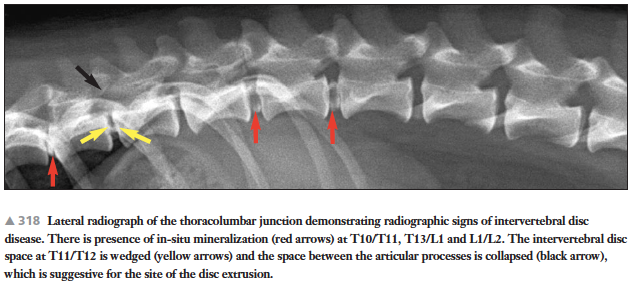 ▲ 318 Lateral radiograph of the thoracolumbar junction demonstrating radiographic signs of intervertebral disc
disease. There is presence of in-situ mineralization (red arrows) at T10/T11, T13/L1 and L1/L2. The intervertebral disc
space at T11/T12 is wedged (yellow arrows) and the space between the articular processes is collapsed (black arrow),
which is suggestive for the site of the disc extrusion.